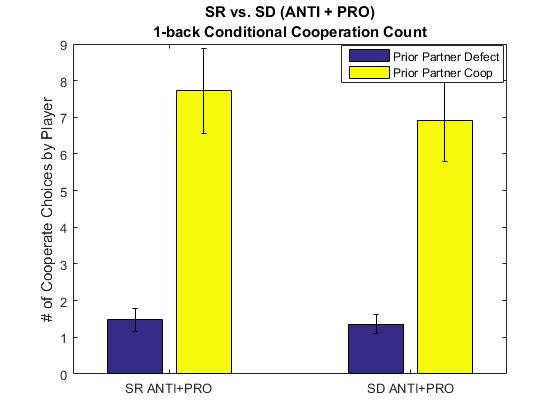 SR vs. SD (ANTI + PRO)
1-back Conditional Cooperation Count
# of Cooperate Choices by Player
9
8
7
6
5
4
3
2
1
0
Prior Partner Defect
Prior Partner Coop
SR ANTI+PRO
SD ANTI+PRO